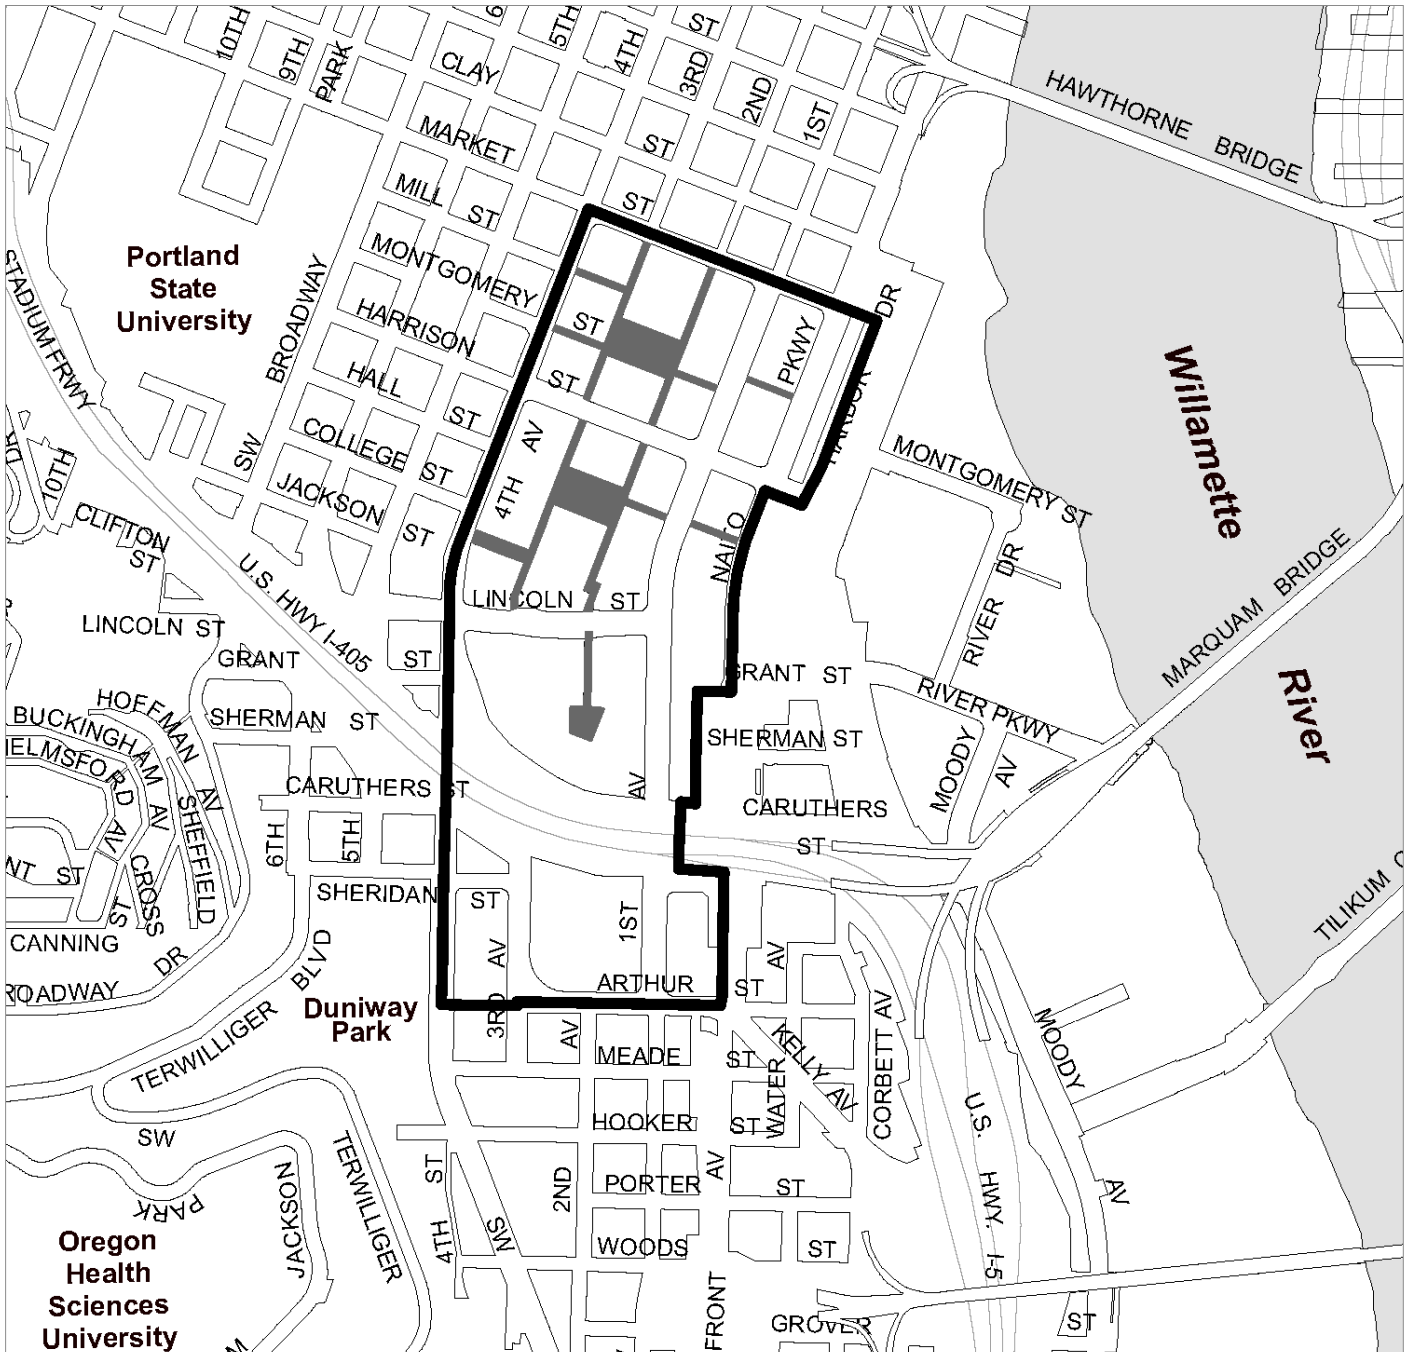 10TH
9TH
PARK
6
5TH
4TH
ST
3RD
2ND
1ST
CLAY
ST
MARKET
ST
MILL
ST
MONTGOMERY
ST
HARRISON
ST
HALL
ST
COLLEGE ST
JACKSON
ST
HAWTHORNE BRIDGE
Portland
State
University
STADIUM FRWY
BROADWAY
SW
4TH AV
PKWY
HARBOR DR
NAITO
Willamette
River
MONTGOMERY ST
RIVER DR
MARQUAM BRIDGE
DR
10TH
CLIFTON
ST
U.S. HWY I-405
LINCOLN ST
LINCOLN ST
GRANT
ST
GRANT ST
RIVER PKWY
HOFFMAN AV
BUCKINGHAM AV
SHERMAN ST
SHERMAN ST
MOODY AV
CARUTHERS ST
AV
CARUTHERS
ST
SHEFFIELD
CROSS
ST
AV
6TH
5TH
ST
SHERIDAN
ST
1ST
3RD AV
AV
TILIKUM
CANNING
DR
BLVD
ARTHUR
ST
Duniway
Park
TERWILLIGER
AV
MEADE
ST
KELLY AV
CORBETT AV
MOODY
AV
WATER
HOOKER
ST
U.S. HWY. I-5
SW
PARK
JACKSON
TERWILLIGER
ST
4TH
SW
2ND
PORTER
AV
ST
WOODS
ST
FRONT
GROVER
ST
Oregon
Health
Sciences
University